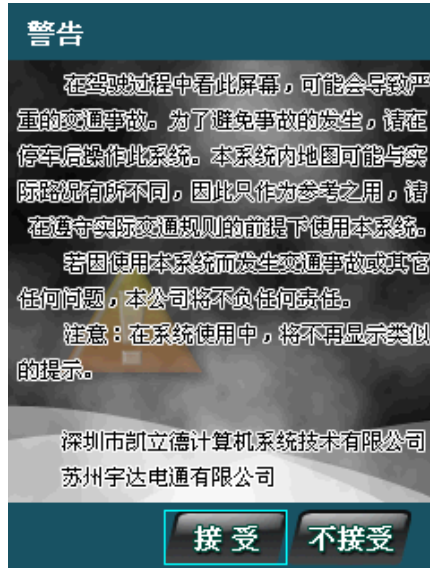 警告
在驾驶过程中看此屏幕，可能会导致严
重的交通事故。为了避免事故的发生，请在
停车后操作此系统。本系统内地图可能与实
际路况有所不同，因此只作为参考之用，请
在遵守实际交通规则的前提下使用本系统。
若因使用本系统而发生交通事故或其它
任何问题，本公司将不负任何责任。
注意：在系统使用中，将不再显示类似
的提示。
深圳市凯立德计算机系统技术有限公司
苏州宇达电通有限公司
接受 不接受